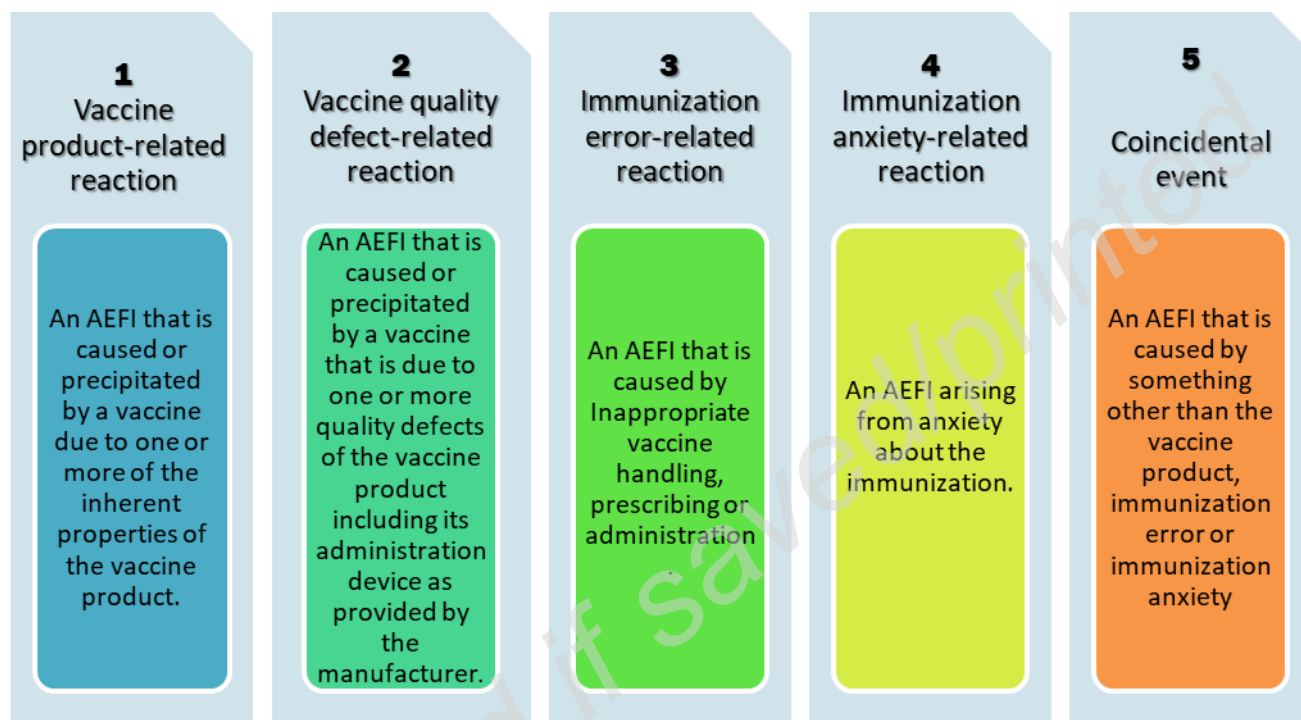 1
Vaccine
product-related
reaction
An AEFI that is
caused or
precipitated
by a vaccine
due to one or
more of the
inherent
properties of
the vaccine
product.
2
Vaccine quality
defect-related
reaction
An AEFI that is
caused or
precipitated
by a vaccine
that is due to
one or more
quality defects
of the vaccine
product
including its
administration
device as
provided by
the
manufacturer.
3
Immunization
error-related
reaction
An AEFI that is
caused by
Inappropriate
vaccine
handling,
prescribing or
administration
.
4
Immunization
anxiety-related
reaction
An AEFI arising
from anxiety
about the
immunization.
5
Coincidental
event
An AEFI that is
caused by
something
other than the
vaccine
product,
immunization
error or
immunization
anxiety
if saved/printed